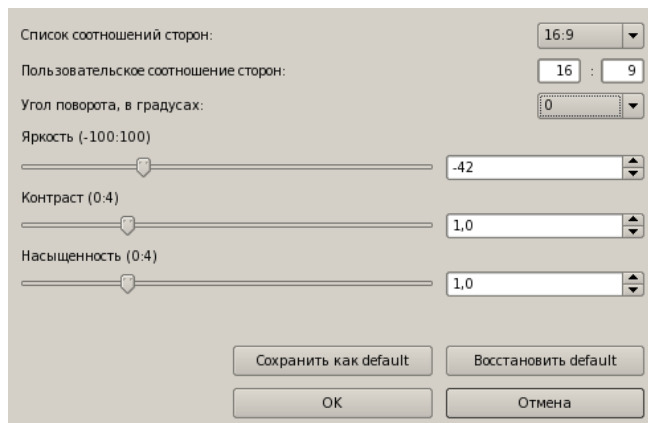 Список соотношений сторон: 16:9
Пользовательское соотношение сторон: 16 : 9
Угол поворота, в градусах: 0
Яркость (-100:100)
-42
Контраст (0:4)
1,0
Насыщенность (0:4)
1,0
Сохранить как default Восстановить default
OK Отмена